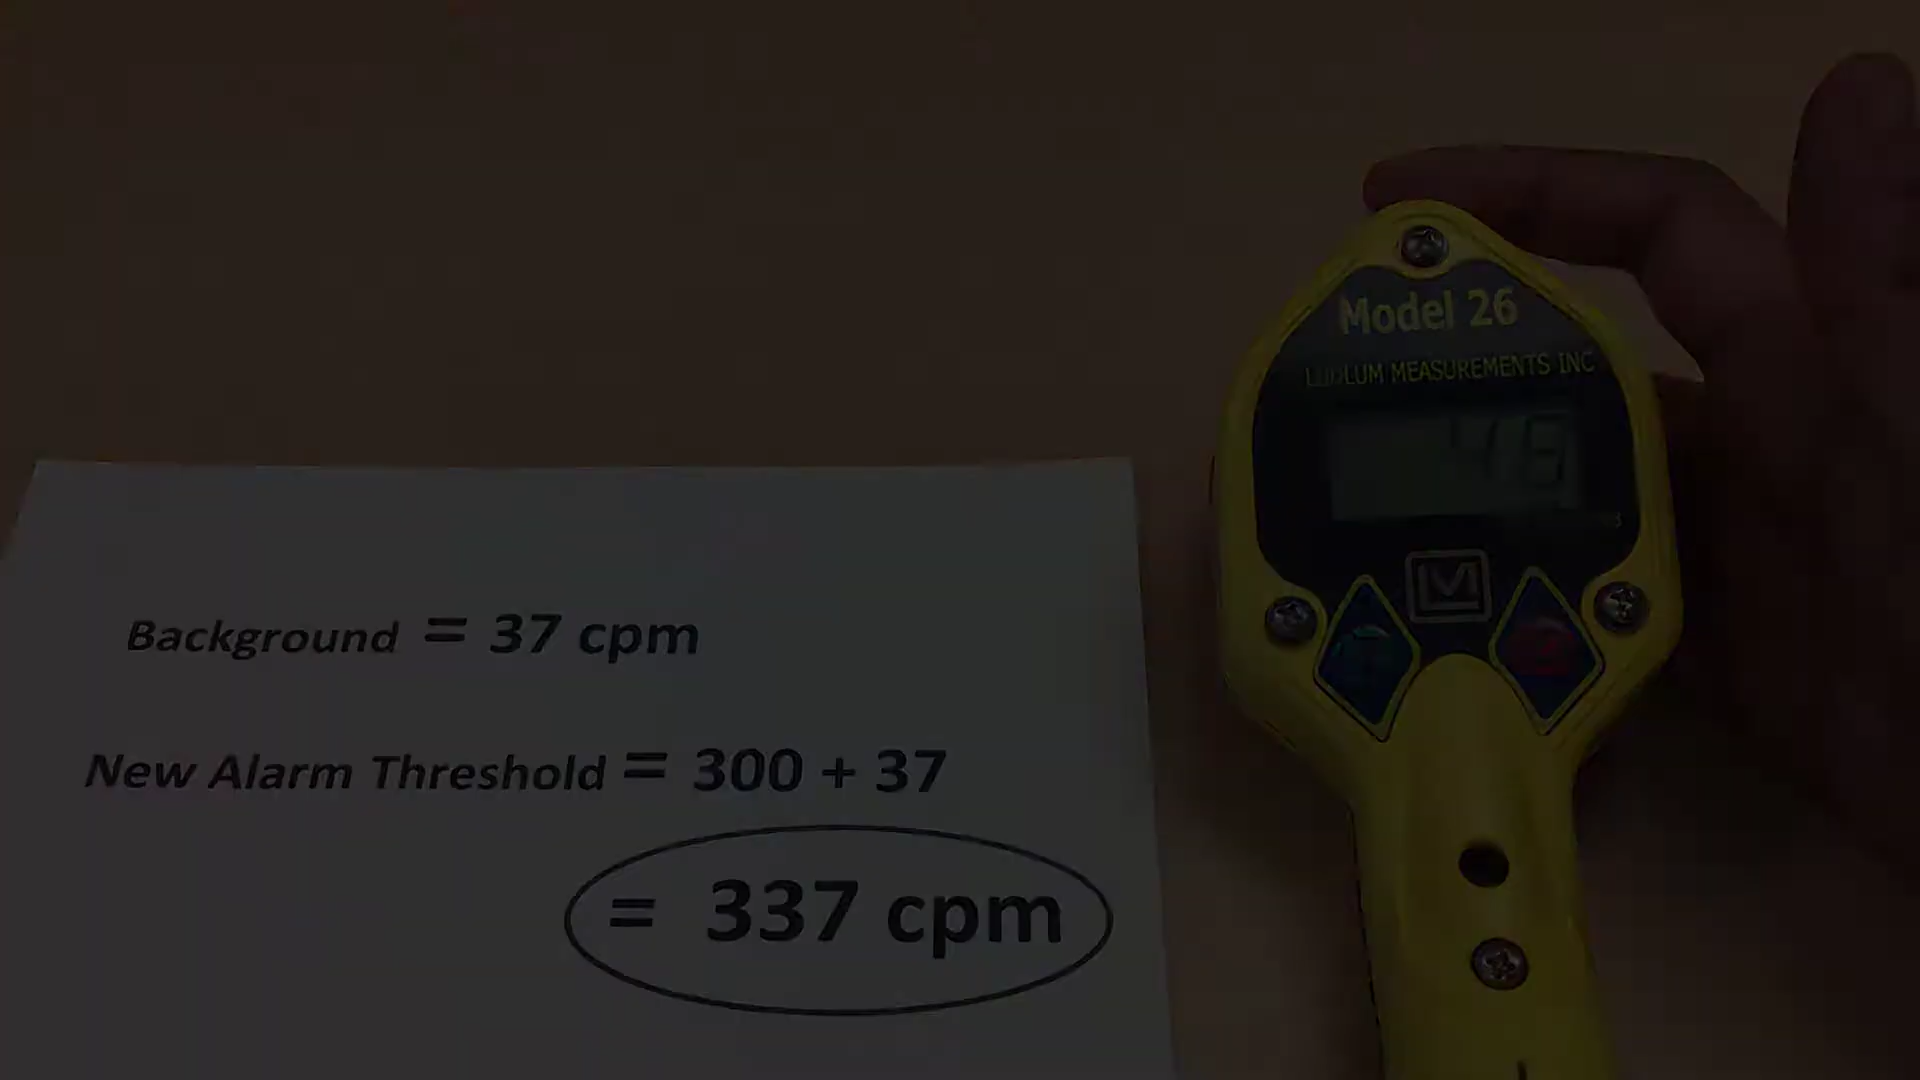 Model 26
LUDLUM MEASUREMENTS INC
Background = 37 cpm
New Alarm Threshold = 300 + 37
= 337 cpm